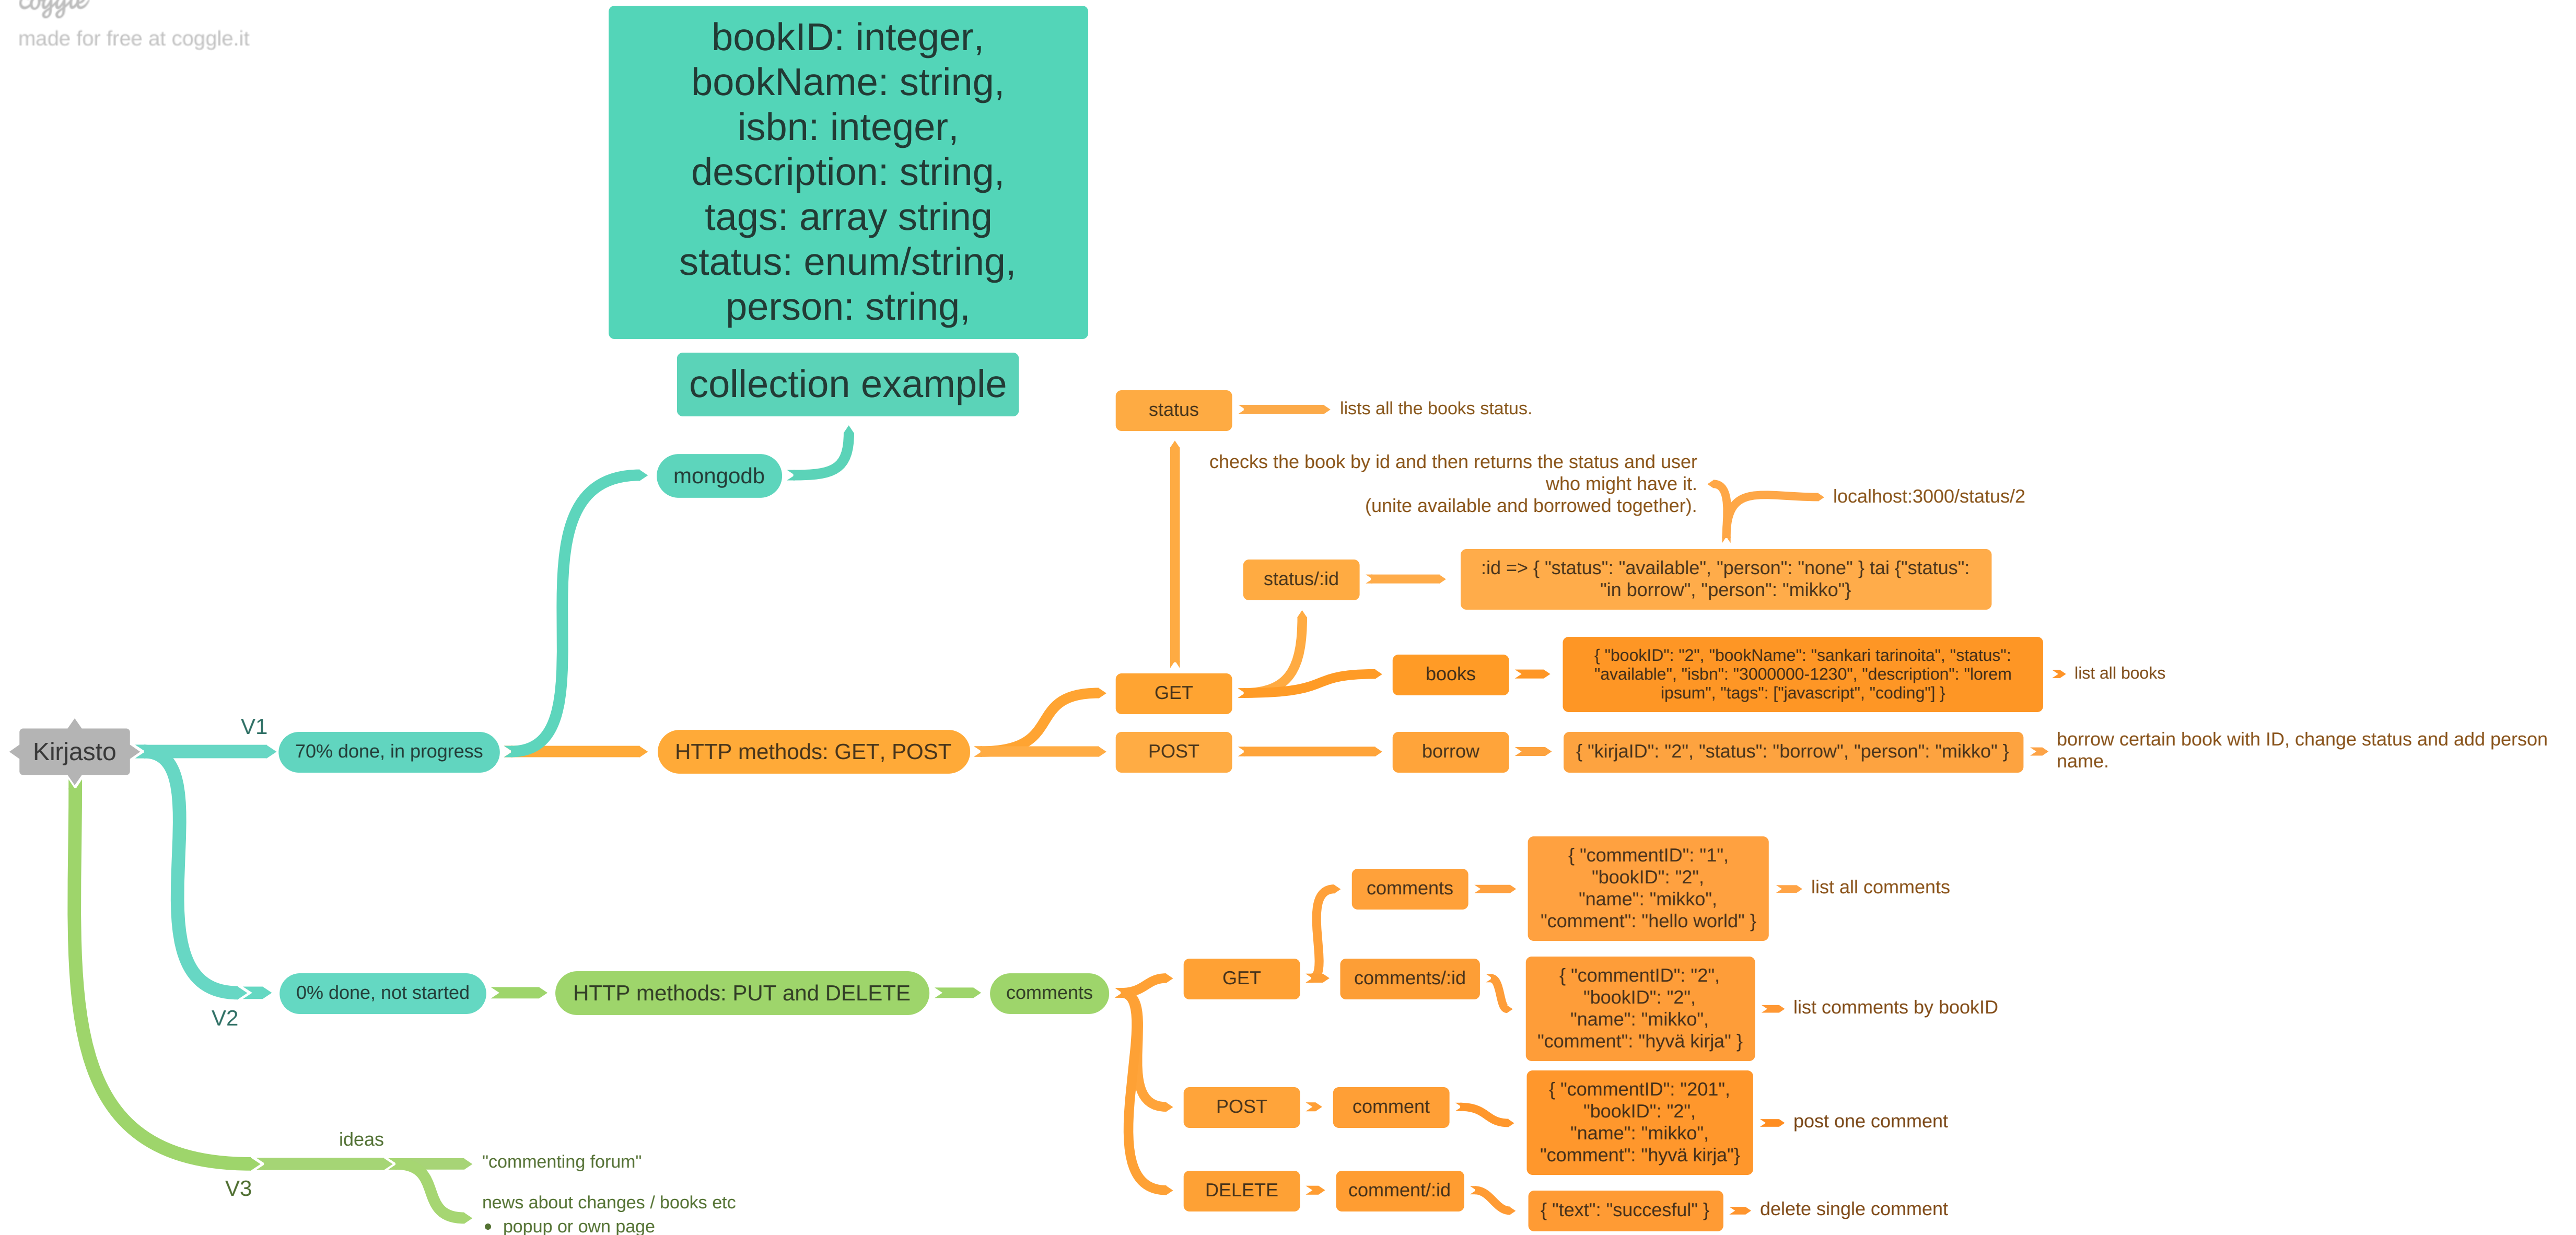 coggle
made for free at coggle.it
bookID: integer,
bookName: string,
isbn: integer,
description: string,
tags: array string
status: enum/string,
person: string,
collection example
mongodb
status
lists all the books status.
checks the book by id and then returns the status and user
who might have it.
(unite available and borrowed together).
localhost:3000/status/2
status/:id
:id => { "status": "available", "person": "none" } tai {"status":
"in borrow", "person": "mikko"}
GET
books
{ "bookID": "2", "bookName": "sankari tarinoita", "status":
"available", "isbn": "3000000-1230", "description": "lorem
ipsum", "tags": ["javascript", "coding"] }
list all books
Kirjasto
V1
70% done, in progress
HTTP methods: GET, POST
POST
borrow
{ "kirjaID": "2", "status": "borrow", "person": "mikko" }
borrow certain book with ID, change status and add person
name.
V2
0% done, not started
HTTP methods: PUT and DELETE
comments
GET
comments
{ "commentID": "1",
"bookID": "2",
"name": "mikko",
"comment": "hello world" }
list all comments
comments/:id
{ "commentID": "2",
"bookID": "2",
"name": "mikko",
"comment": "hyvä kirja" }
list comments by bookID
POST
comment
{ "commentID": "201",
"bookID": "2",
"name": "mikko",
"comment": "hyvä kirja"}
post one comment
DELETE
comment/:id
{ "text": "succesful" }
delete single comment
V3
ideas
"commenting forum"
news about changes / books etc
• popup or own page